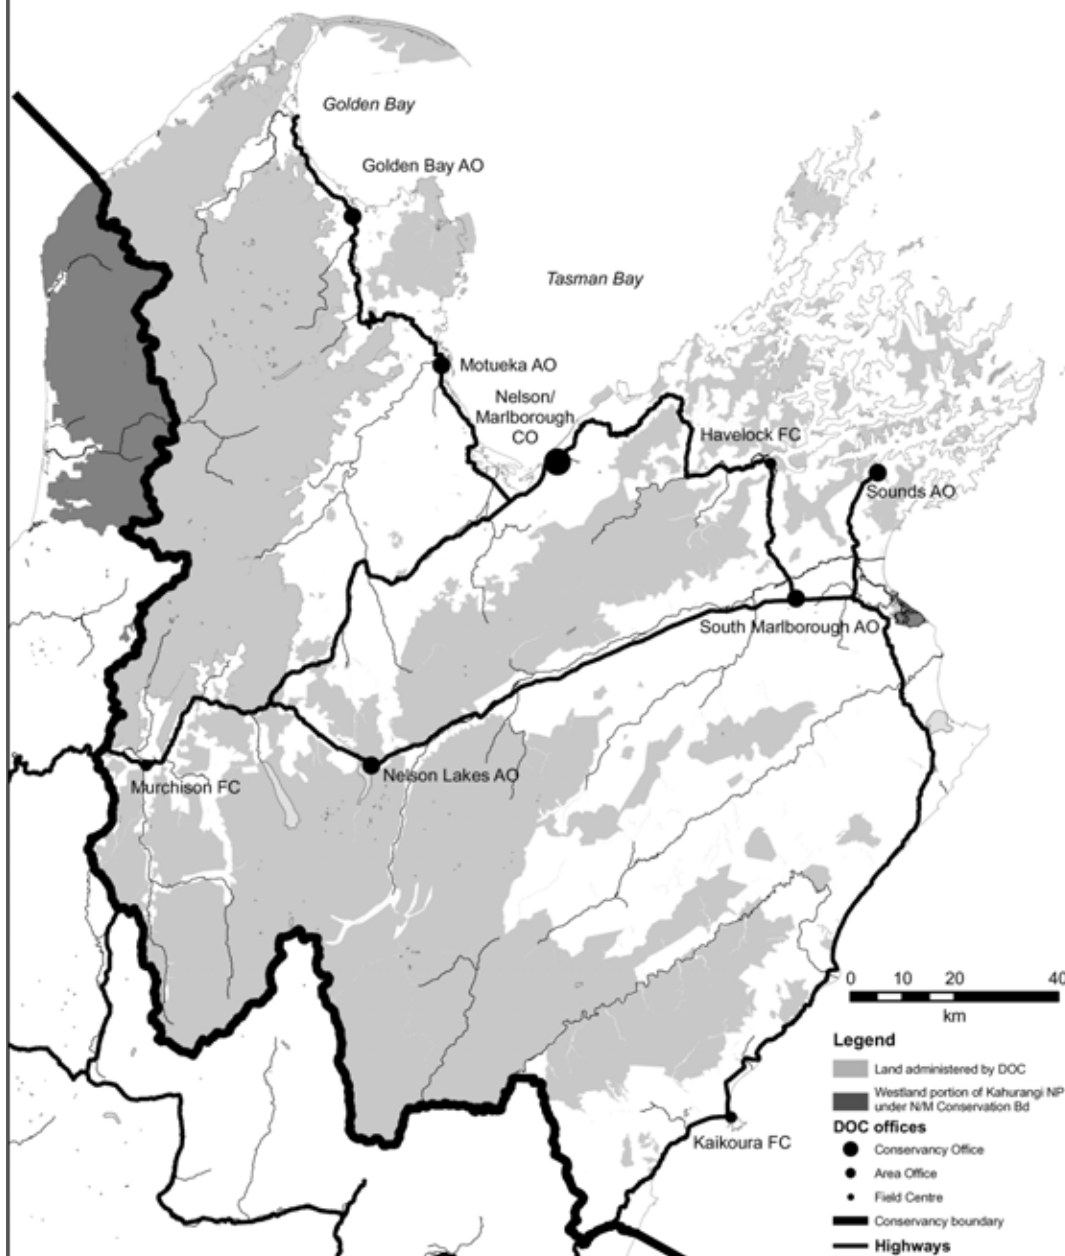 Golden Bay
Golden Bay AO
Tasman Bay
Motueka AO
Nelson/
Marlborough
CO
Havelock FC
Sounds AO
South Marlborough AO
Nelson Lakes AO
Murchison FC
0 10 20 40
km
Legend
Land administered by DOC
Westland portion of Kahurangi NP
under N/M Conservation Bd
DOC offices
Kaikoura FC
Conservancy Office
Area Office
Field Centre
Conservancy boundary
Highways